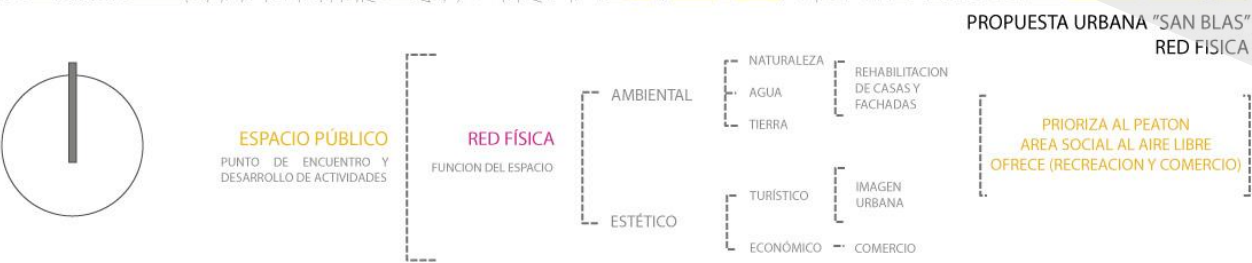 PROPUESTA URBANA "SAN BLAS"
RED FISICA
ESPACIO PÚBLICO
PUNTO DE ENCUENTRO Y
DESARROLLO DE ACTIVIDADES
RED FÍSICA
FUNCION DEL ESPACIO
AMBIENTAL
NATURALEZA
AGUA
TIERRA
REHABILITACION
DE CASAS Y
FACHADAS
ESTÉTICO
TURÍSTICO
IMAGEN
URBANA
ECONÓMICO
COMERCIO
PRIORIZA AL PEATON
AREA SOCIAL AL AIRE LIBRE
OFRECE (RECREACION Y COMERCIO)